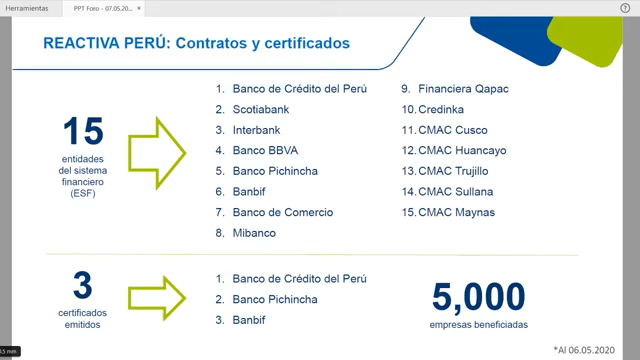 Herramientas
PPT Foro - 07.05.20... ×
REACTIVA PERÚ: Contratos y certificados
15
entidades
del sistema
financiero
(ESF)
1. Banco de Crédito del Perú
2. Scotiabank
3. Interbank
4. Banco BBVA
5. Banco Pichincha
6. Banbif
7. Banco de Comercio
8. Mibanco
9. Financiera Qapac
10. Credinka
11. CMAC Cusco
12. CMAC Huancayo
13. CMAC Trujillo
14. CMAC Sullana
15. CMAC Maynas
3
certificados
emitidos
1. Banco de Crédito del Perú
2. Banco Pichincha
3. Banbif
5,000
empresas beneficiadas
*Al 06.05.2020